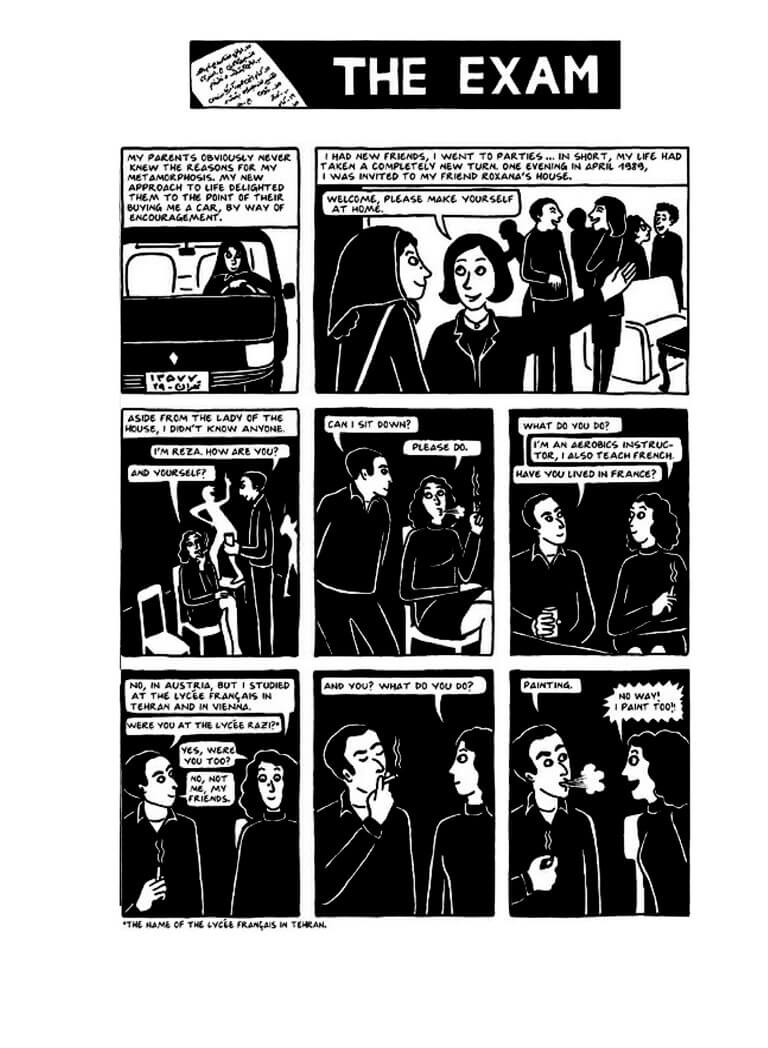 THE EXAM
MY PARENTS OBVIOUSLY NEVER
KNEW THE REASONS FOR MY
METAMORPHOSIS. MY NEW
APPROACH TO LIFE DELIGHTED
THEM TO THE POINT OF THEIR
BUYING ME A CAR, BY WAY OF
ENCOURAGEMENT.
۱۳۵۷۷
تهران-۲۹
I HAD NEW FRIENDS, I WENT TO PARTIES... IN SHORT, MY LIFE HAD
TAKEN A COMPLETELY NEW TURN. ONE EVENING IN APRIL 1989,
I WAS INVITED TO MY FRIEND ROXANA'S HOUSE.
WELCOME, PLEASE MAKE YOURSELF
AT HOME.
ASIDE FROM THE LADY OF THE
HOUSE, I DIDN'T KNOW ANYONE.
I'M REZA. HOW ARE YOU?
AND YOURSELF?
CAN I SIT DOWN?
PLEASE DO.
WHAT DO YOU DO?
I'M AN AEROBICS INSTRUC-
TOR, I ALSO TEACH FRENCH.
HAVE YOU LIVED IN FRANCE?
NO, IN AUSTRIA, BUT I STUDIED
AT THE LYCÉE FRANÇAIS IN
TEHRAN AND IN VIENNA.
WERE YOU AT THE LYCÉE RAZI?*
YES, WERE
YOU TOO?
NO, NOT
ME, MY
FRIENDS.
AND YOU? WHAT DO YOU DO?
PAINTING.
NO WAY!
I PAINT TOO!!
*THE NAME OF THE LYCÉE FRANÇAIS IN TEHRAN.